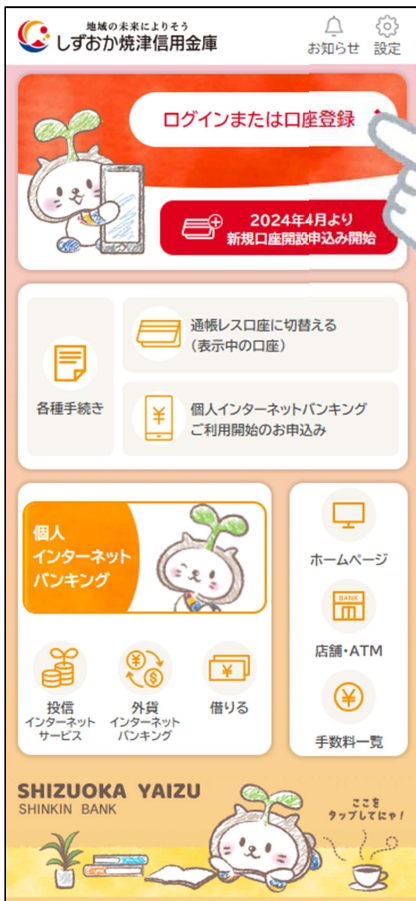 地域の未来によりそう
しずおか焼津信用金庫
お知らせ
設定
ログインまたは口座登録
2024年4月より
新規口座開設申込み開始
各種手続き
通帳レス口座に切替える
(表示中の口座)
¥
個人インターネットバンキング
ご利用開始のお申込み
個人
インターネット
バンキング
ホームページ
BANK
店舗・ATM
¥
手数料一覧
投信
インターネット
サービス
¥
$
外貨
インターネット
バンキング
¥
借りる
SHIZUOKA YAIZU
SHINKIN BANK
ここを
タップしてにゃ!